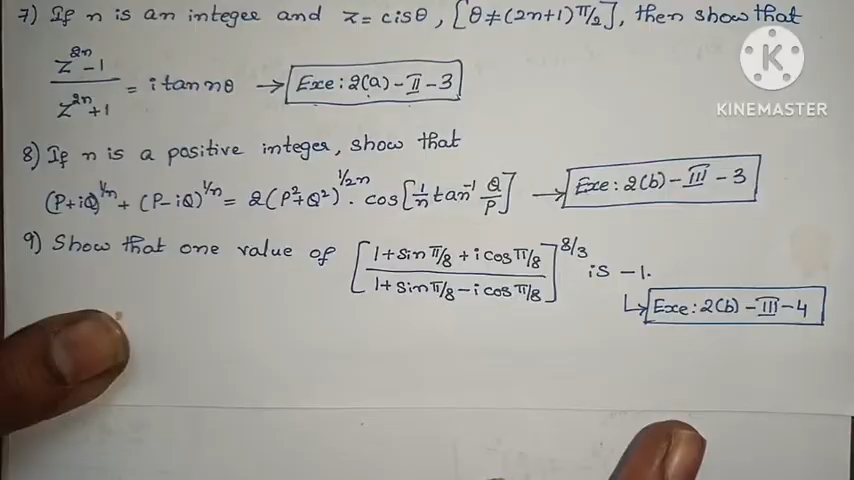 7) If n is an integer and z = cisθ, [θ≠(2n+1)π/2], then show that
KINEMASTER
(z^2n - 1)/(z^2n + 1) = i tan nθ → Exe: 2(a) - II - 3
8) If n is a positive integer, show that
(P+iQ)^1/n + (P-iQ)^1/n = 2(P²+Q²)^1/2n . cos[1/n tan⁻¹ Q/P] → Exe: 2(b) - III - 3
9) Show that one value of [(1+sin π/8 + i cos π/8)/(1+sin π/8 - i cos π/8)]^8/3 is -1.
↳ Exe: 2(b) - III - 4